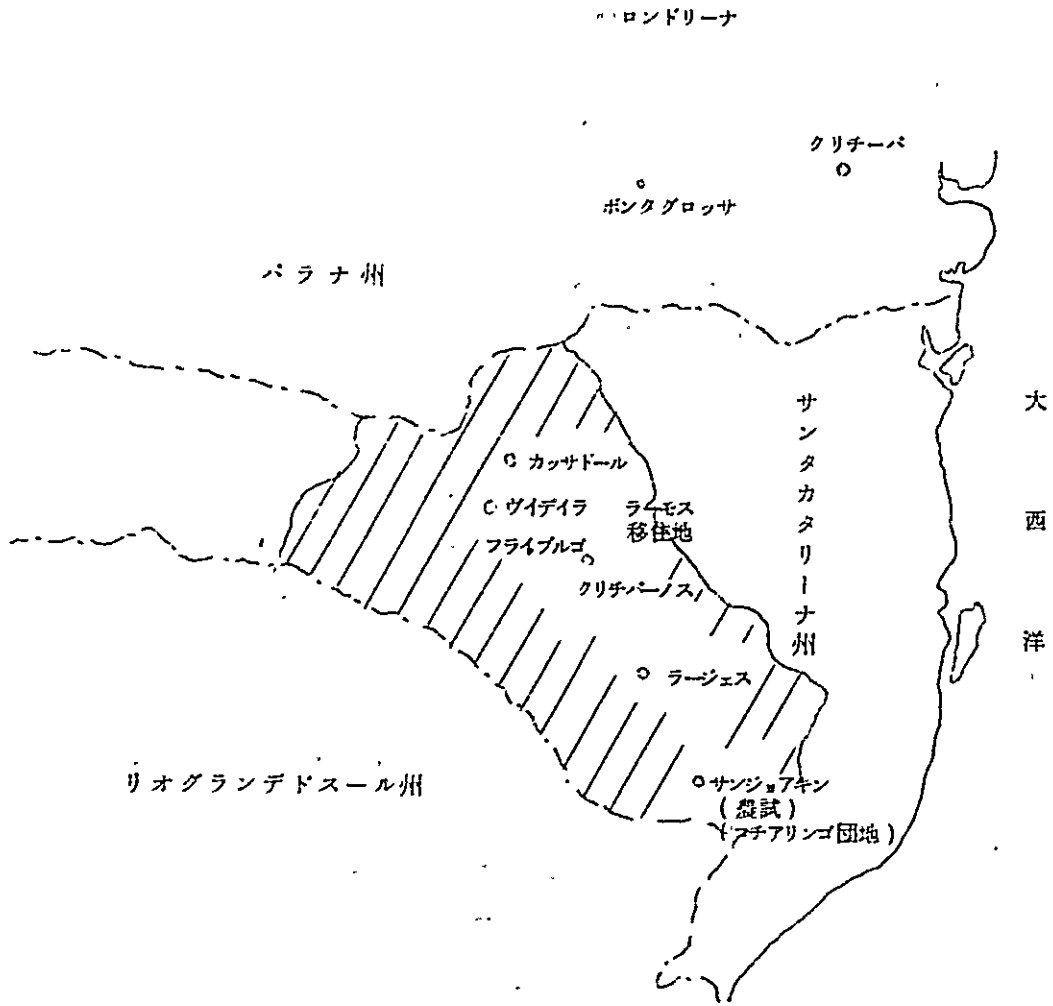 ロンドリーナ
クリチーバ
ポンタグロッサ
パラナ州
サンタカタリーナ州
大西洋
カッサドール
ヴイデイラ
ラーモス
移住地
フライブルゴ
クリチバーノス
ラージェス
リオグランデドスール州
サンジョアキン
(農試)
(コチアリンゴ団地)